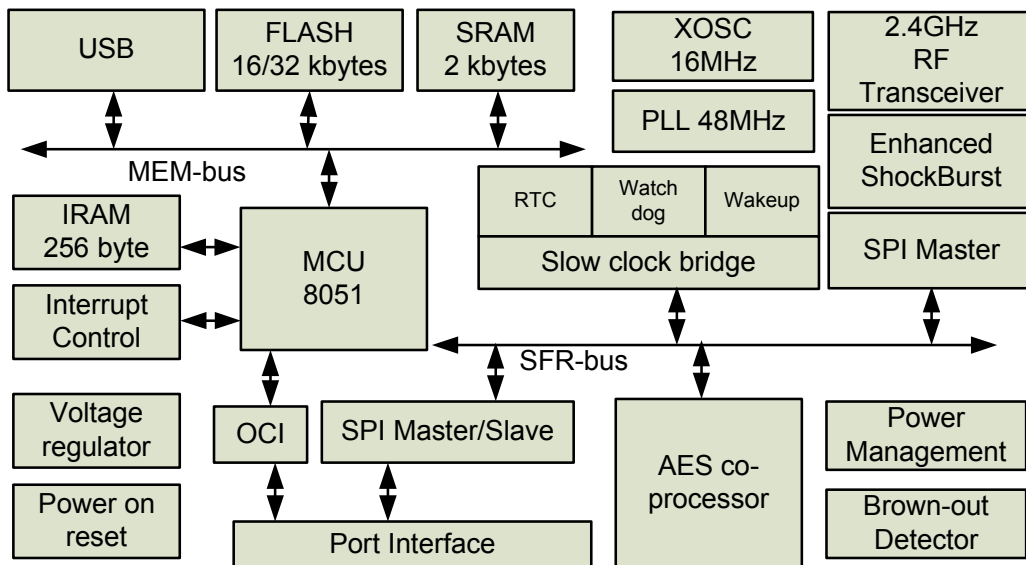 USB
FLASH
16/32 kbytes
SRAM
2 kbytes
XOSC
16MHz
2.4GHz
RF
Transceiver
PLL 48MHz
MEM-bus
Enhanced
ShockBurst
RTC
Watch
dog
Wakeup
IRAM
256 byte
MCU
8051
Slow clock bridge
SPI Master
Interrupt
Control
SFR-bus
Voltage
regulator
OCI
SPI Master/Slave
AES co-
processor
Power
Management
Power on
reset
Port Interface
Brown-out
Detector